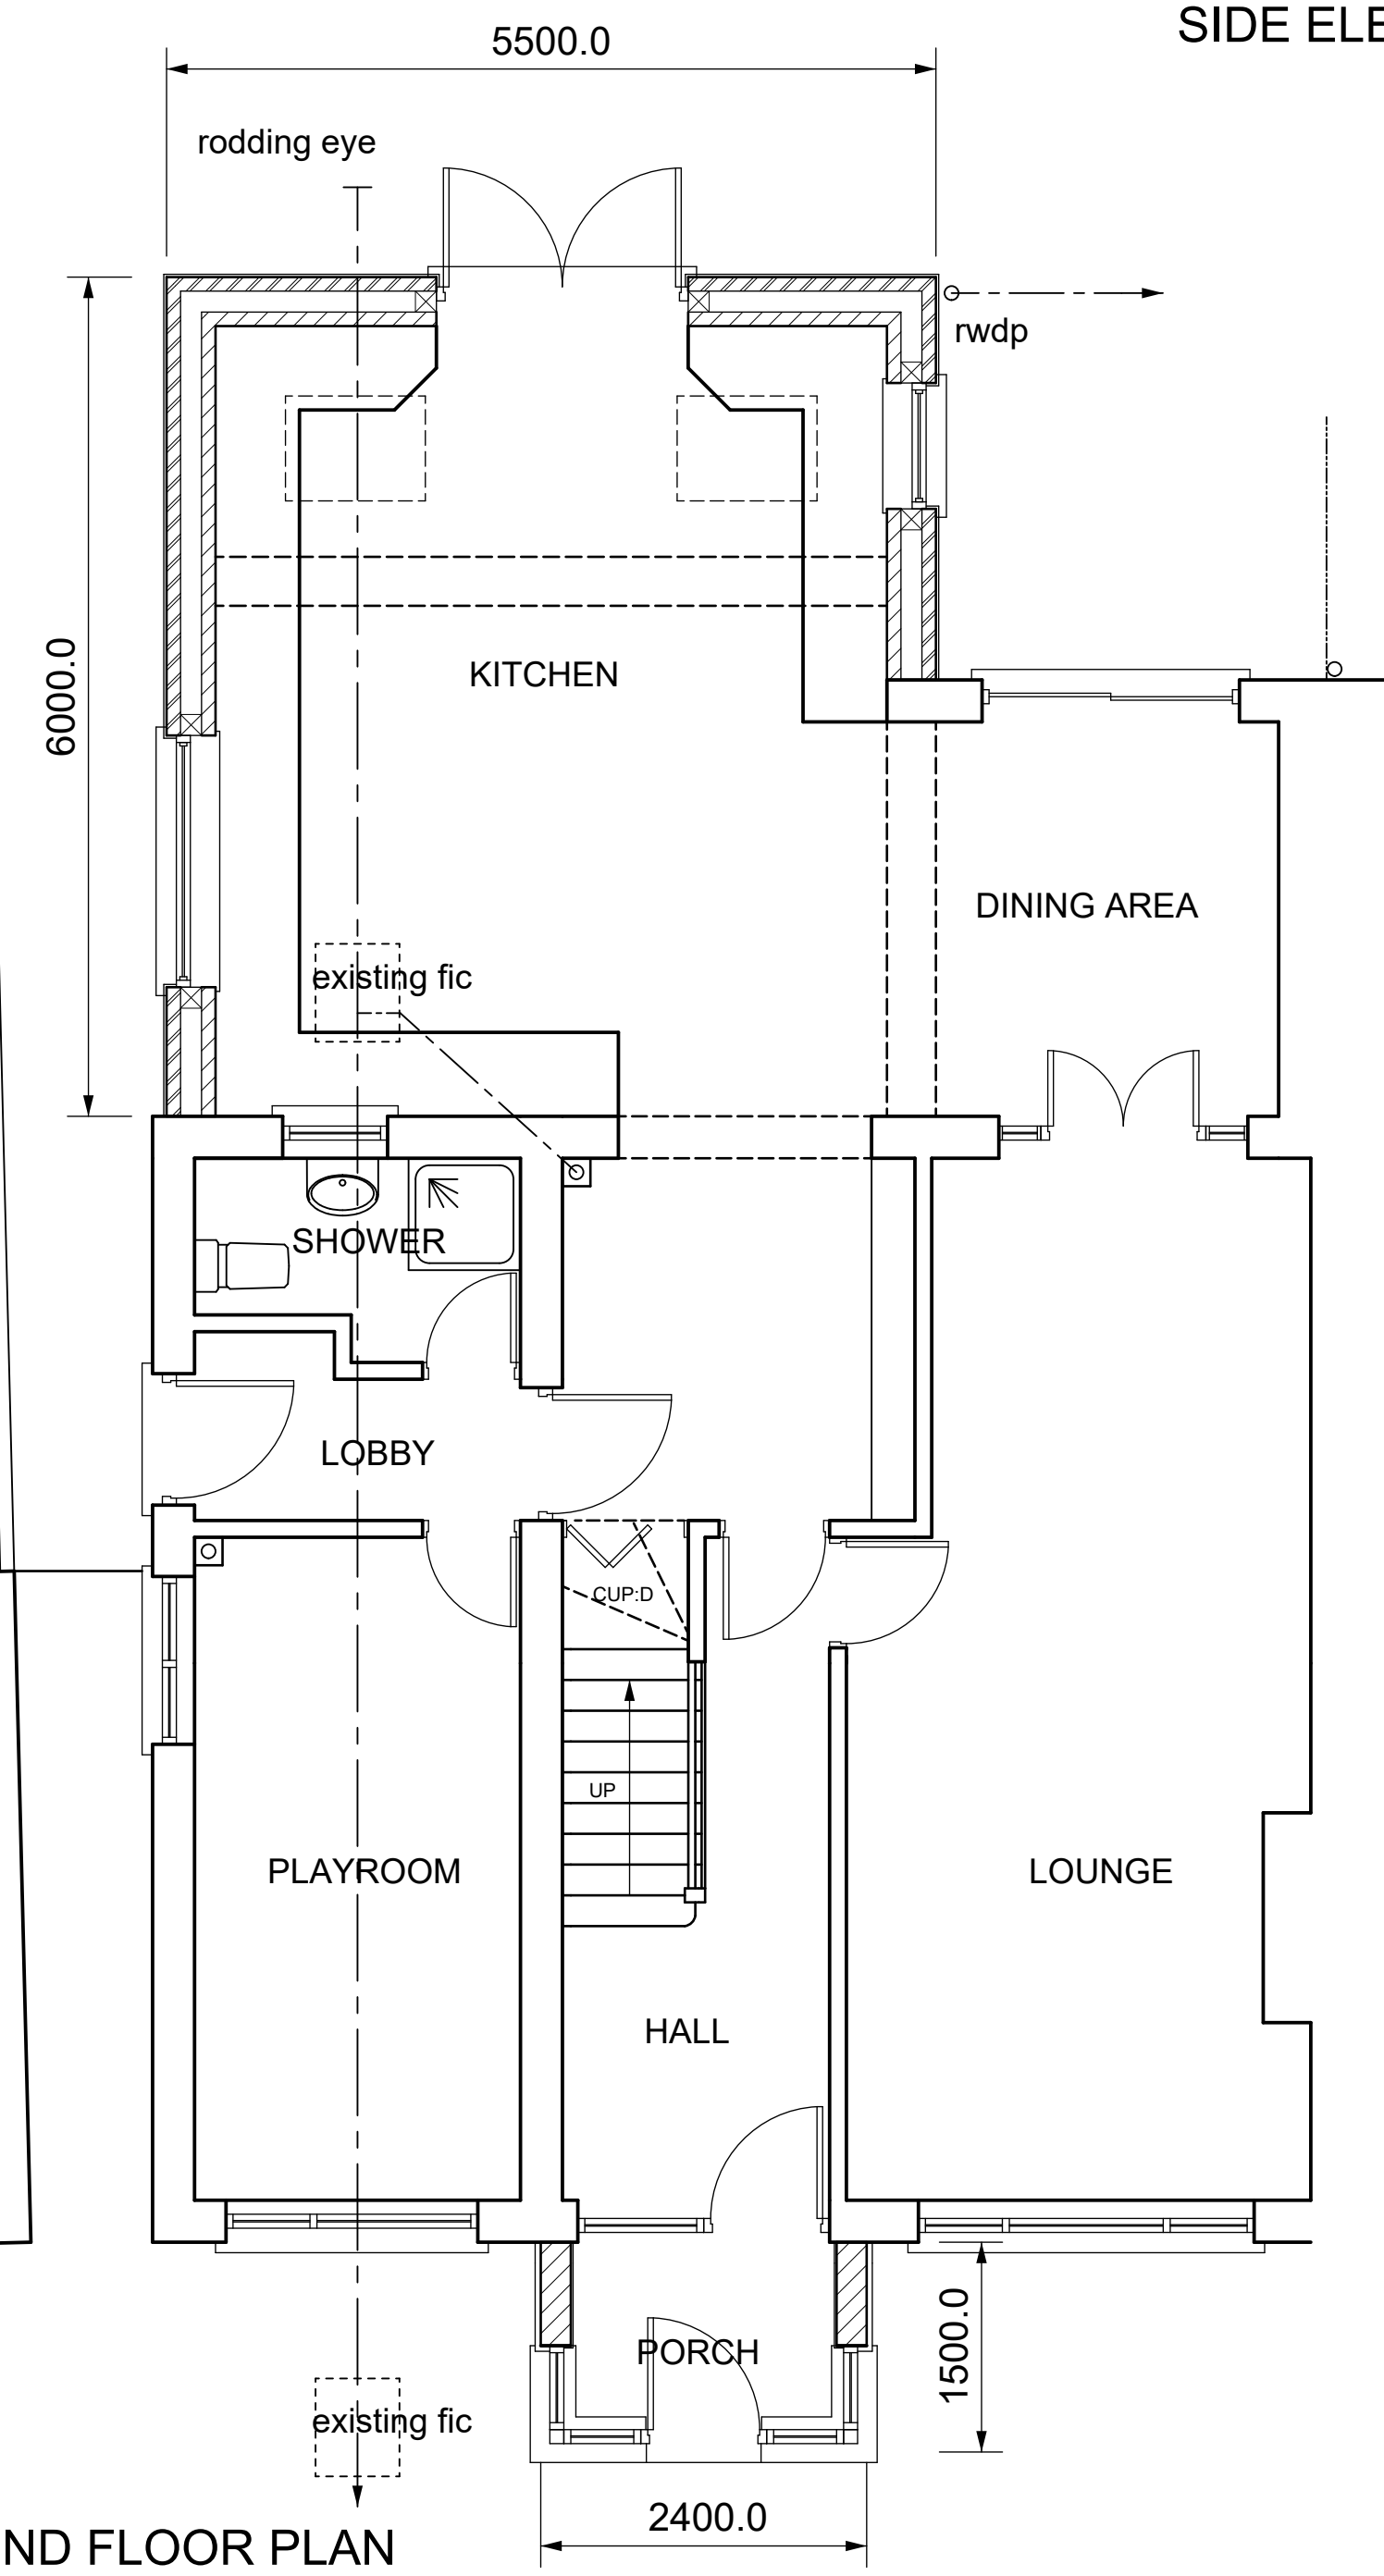 SIDE ELE
5500.0
rodding eye
rwdp
6000.0
KITCHEN
DINING AREA
existing fic
SHOWER
LOBBY
CUP:D
UP
PLAYROOM
LOUNGE
HALL
1500.0
PORCH
existing fic
2400.0
ND FLOOR PLAN